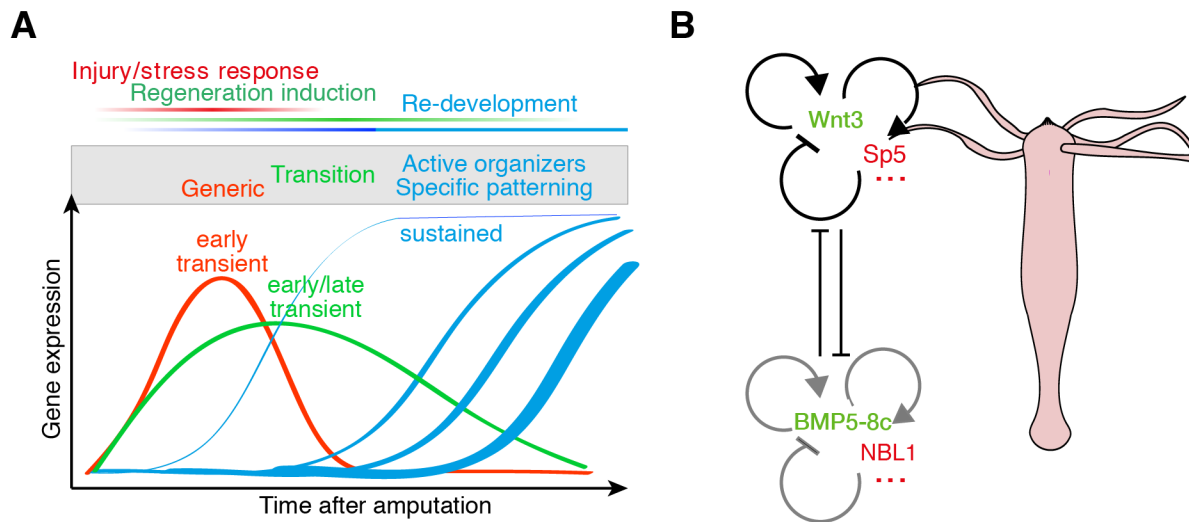 A
Injury/stress response
Regeneration induction
Re-development
Generic
Transition
Active organizers
Specific patterning
early
transient
early/late
transient
sustained
Gene expression
Time after amputation
B
Wnt3
Sp5
...
BMP5-8c
NBL1
...